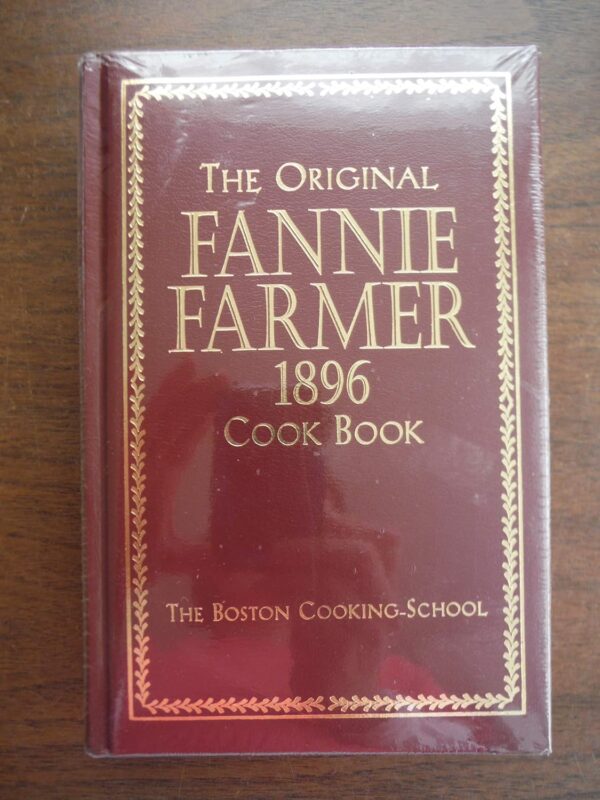 THE ORIGINAL
FANNIE
FARMER
1896
COOK BOOK
THE BOSTON COOKING-SCHOOL